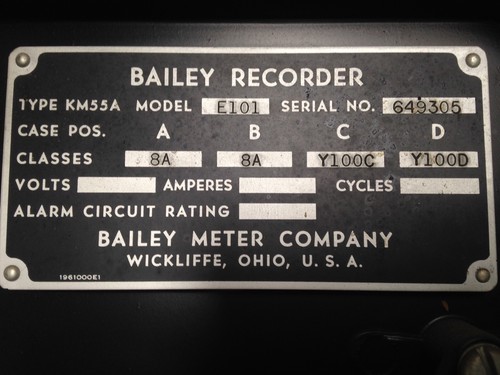 BAILEY RECORDER
TYPE KM55A MODEL E101 SERIAL NO. 649305
CASE POS. A B C D
CLASSES 8A 8A Y100C Y100D
VOLTS AMPERES CYCLES
ALARM CIRCUIT RATING
BAILEY METER COMPANY
WICKLIFFE, OHIO, U. S. A.
1961000E1